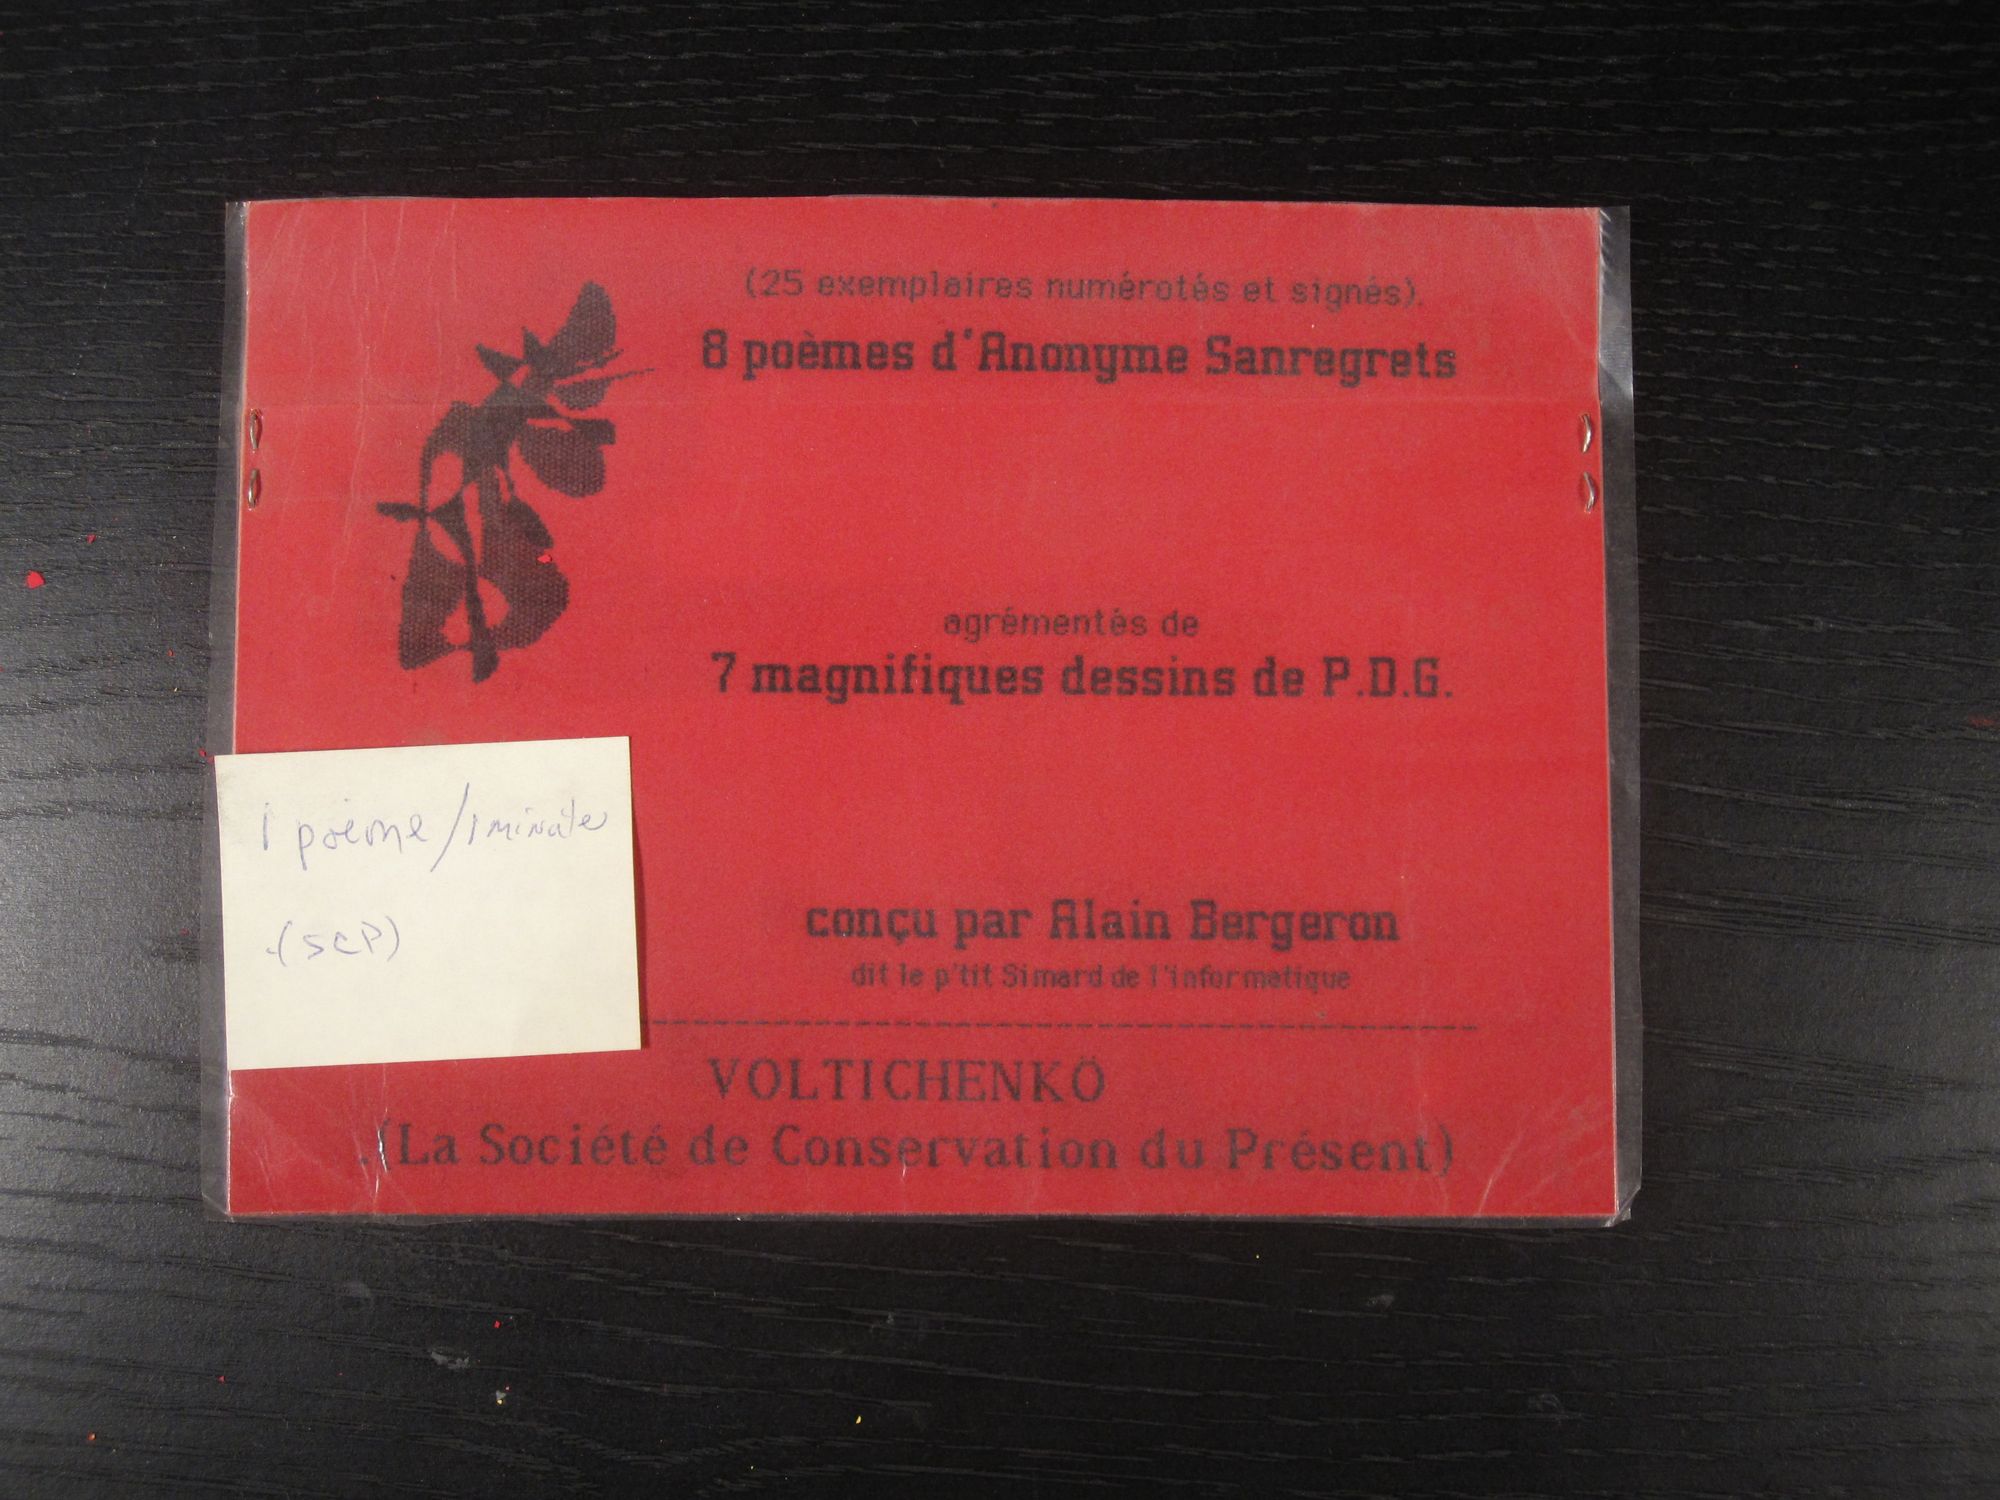 (25 exemplaires numérotés et signés).
8 poèmes d'Anonyme Sanregrets
agrémentés de
7 magnifiques dessins de P.D.G.
1 poème/1 minute
.(SCP)
conçu par Alain Bergeron
dit le p'tit Simard de l'informatique
VOLTICHENKÖ
.(La Société de Conservation du Présent)